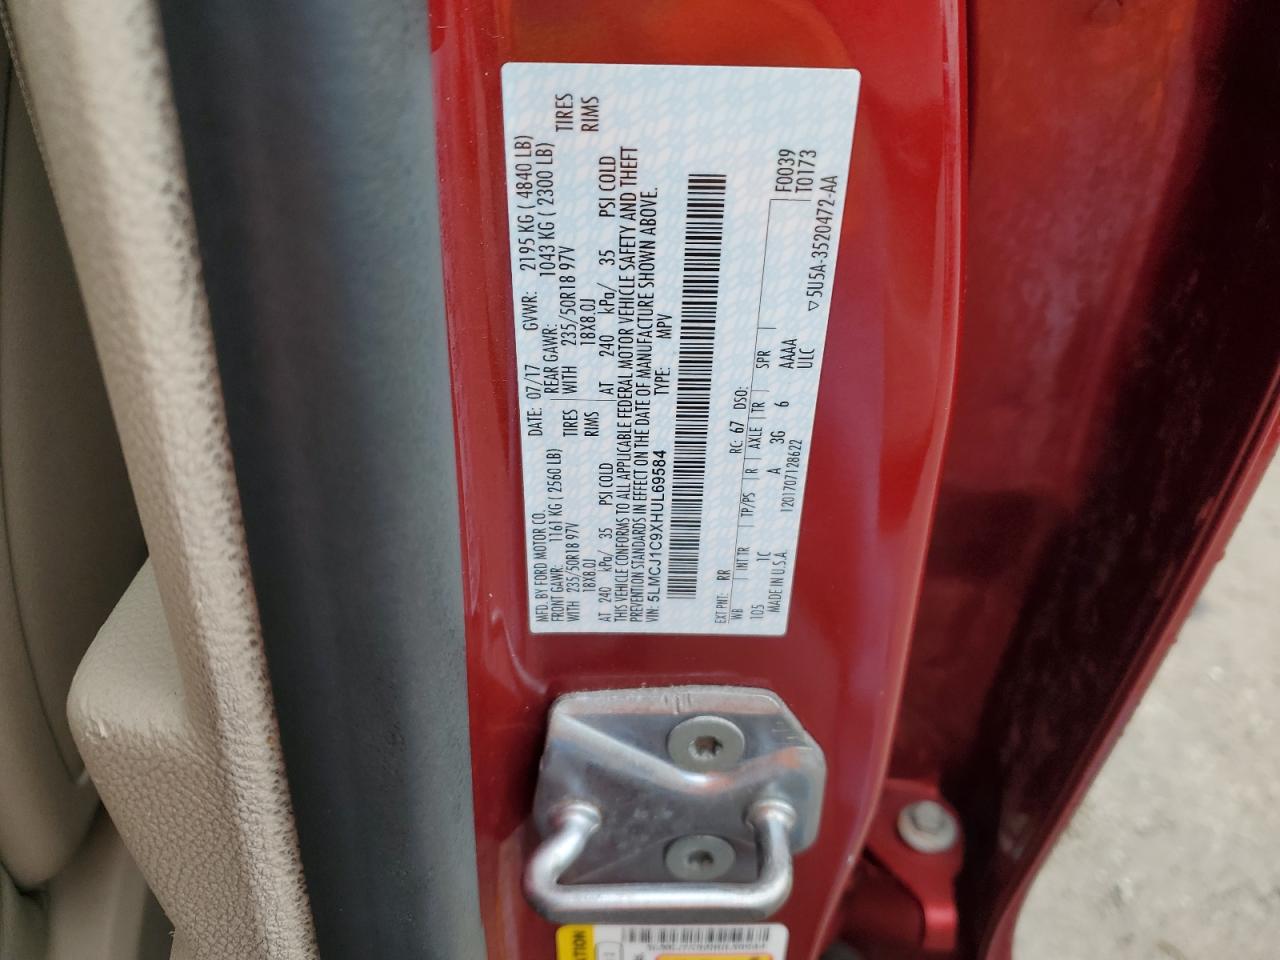 MFD. BY FORD MOTOR CO.
DATE: 07/17 GVWR: 2195 KG ( 4840 LB)
FRONT GAWR: 1161 KG ( 2560 LB) REAR GAWR: 1043 KG ( 2300 LB)
WITH 235/50R18 97V TIRES WITH 235/50R18 97V TIRES
18X8.0J RIMS 18X8.0J RIMS
AT 240 kPa/ 35 PSI COLD AT 240 kPa/ 35 PSI COLD
THIS VEHICLE CONFORMS TO ALL APPLICABLE FEDERAL MOTOR VEHICLE SAFETY AND THEFT
PREVENTION STANDARDS IN EFFECT ON THE DATE OF MANUFACTURE SHOWN ABOVE.
VIN: 5LMCJ1C9XHUL69584 TYPE: MPV
EXT PNT: RR RC: 67 DSO: F0039
WB INT TR TP/PS R AXLE TR SPR T0173
105 1C A 3G 6 AAAA
MADE IN U.S.A. 1201707128622 ULC
▽5U5A-3520472-AA